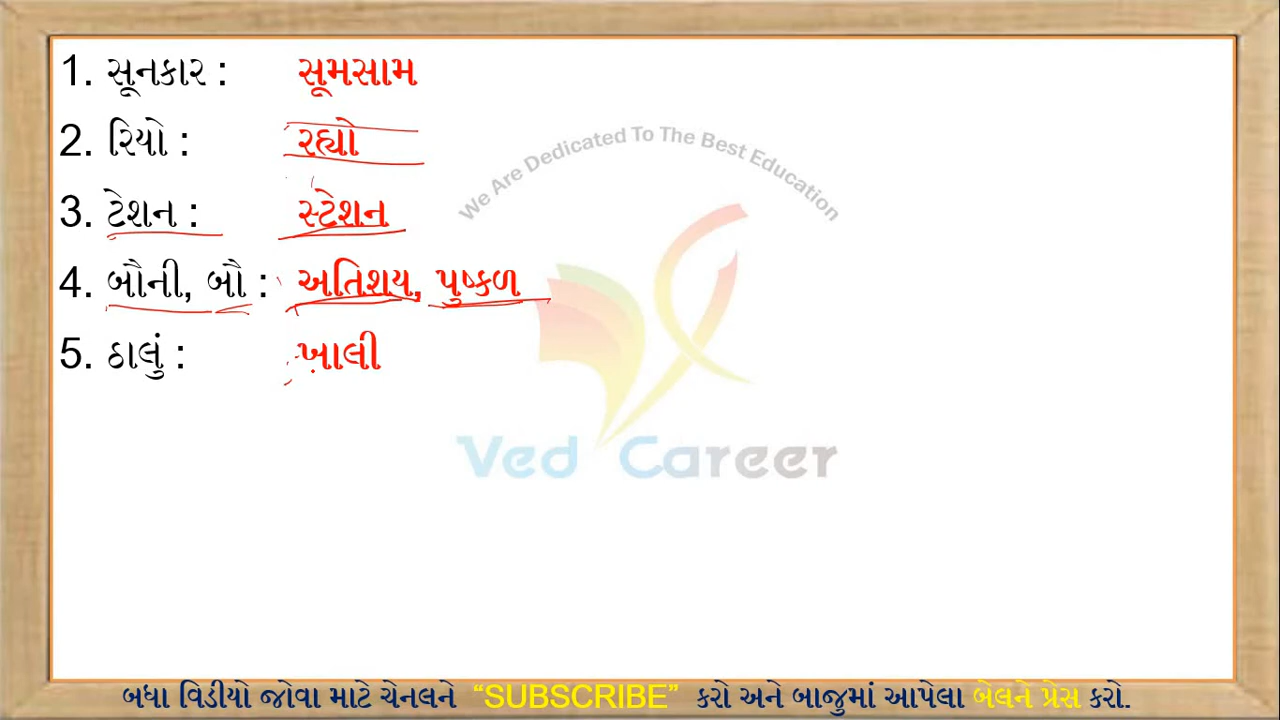 1. સૂનકાર : સૂમસામ
2. રિયો : રહ્યો
We Are Dedicated To The Best Education
3. ટેશન : સ્ટેશન
4. બૌની, બૌ : અતિશય, પુષ્કળ
5. ઠાલું : ખાલી
Ved Career
બધા વિડીયો જોવા માટે ચેનલને “SUBSCRIBE” કરો અને બાજુમાં આપેલા બેલને પ્રેસ કરો.